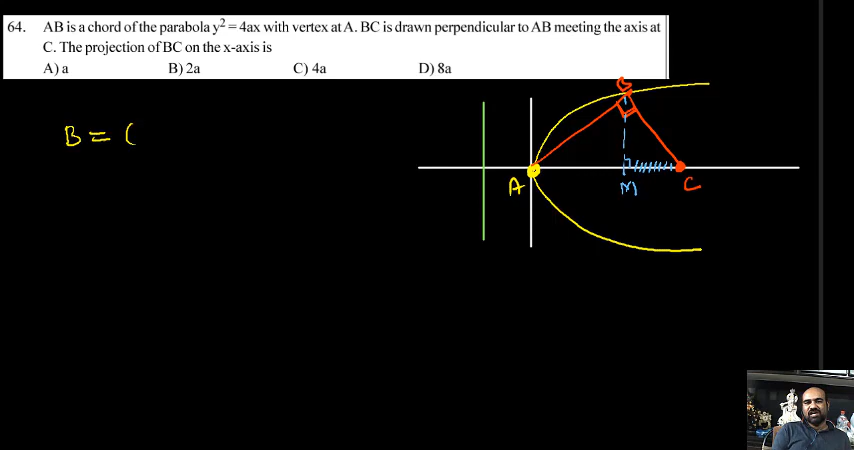 64. AB is a chord of the parabola y² = 4ax with vertex at A. BC is drawn perpendicular to AB meeting the axis at
C. The projection of BC on the x-axis is
A) a B) 2a C) 4a D) 8a
B = (
B
A
M
C